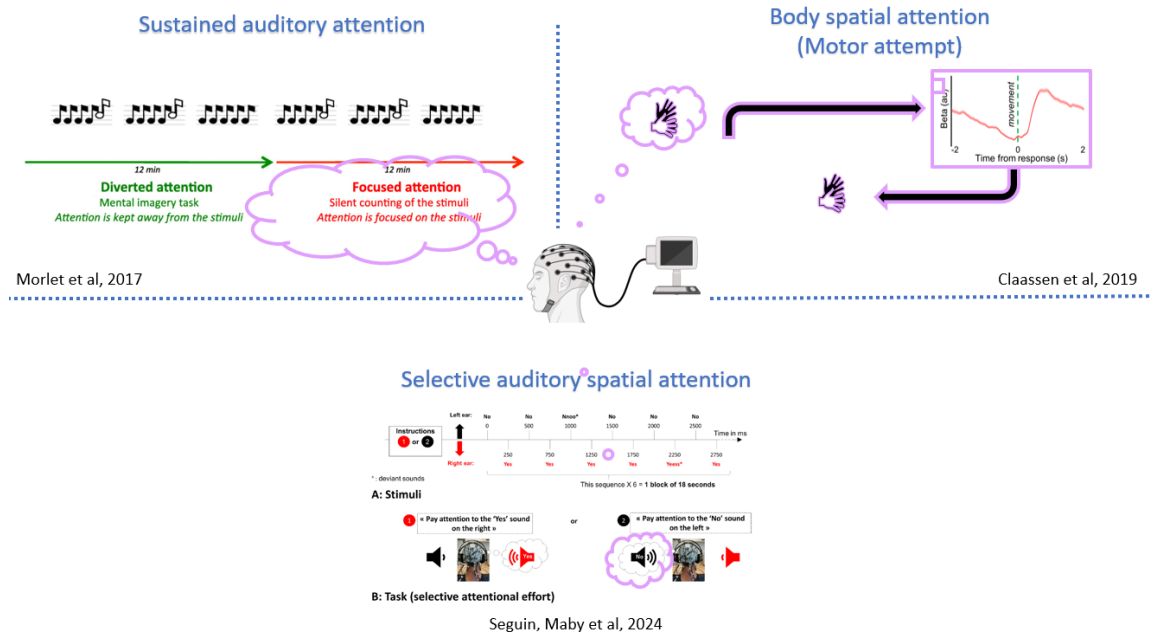 Sustained auditory attention
12 min
12 min
Diverted attention
Mental imagery task
Attention is kept away from the stimuli
Focused attention
Silent counting of the stimuli
Attention is focused on the stimuli
Morlet et al, 2017
Body spatial attention
(Motor attempt)
Beta (au)
movement
-2 0 2
Time from response (s)
Claassen et al, 2019
Selective auditory spatial attention
Instructions
1 or 2
Left ear: No No Nnoo* No No No
0 500 1000 1500 2000 2500 Time in ms
250 750 1250 1750 2250 2750
Right ear: Yes Yes Yes Yes Yeess* Yes
* : deviant sounds
This sequence X 6 = 1 block of 18 seconds
A: Stimuli
1 « Pay attention to the 'Yes' sound
on the right »
or
2 « Pay attention to the 'No' sound
on the left »
Yes
No
B: Task (selective attentional effort)
Seguin, Maby et al, 2024